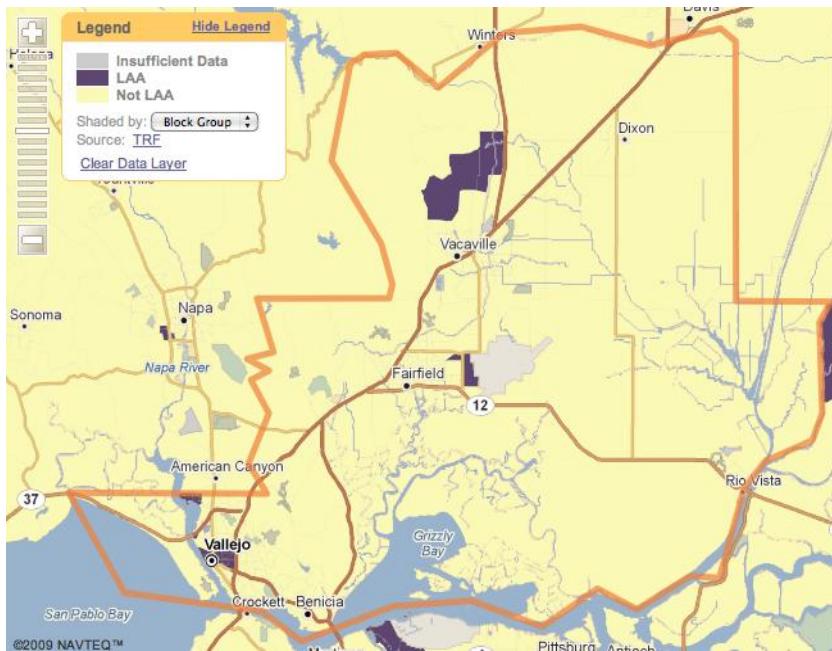 Legend
Hide Legend
Insufficient Data
LAA
Not LAA
Shaded by: Block Group
Source: TRF
Clear Data Layer
Winters
Davis
Dixon
Vacaville
Napa
Sonoma
Napa River
Fairfield
12
American Canyon
37
Rio Vista
Vallejo
Grizzly
Bay
Crockett
Benicia
San Pablo Bay
©2009 NAVTEQ™
Pittsburg